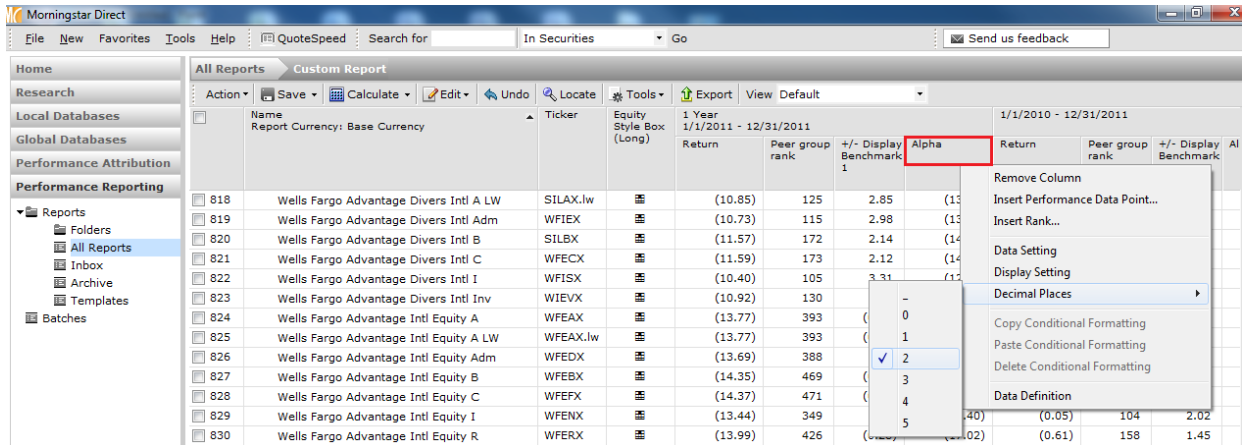 Morningstar Direct
File New Favorites Tools Help QuoteSpeed Search for In Securities Go Send us feedback
Home
Research
Local Databases
Global Databases
Performance Attribution
Performance Reporting
Reports
Folders
All Reports
Inbox
Archive
Templates
Batches
All Reports Custom Report
Action Save Calculate Edit Undo Locate Tools Export View Default
Name Ticker Equity 1 Year 1/1/2010 - 12/31/2011
Report Currency: Base Currency Style Box 1/1/2011 - 12/31/2011
(Long) Return Peer group +/- Display Alpha Return Peer group +/- Display Al
rank Benchmark rank Benchmark
1
818 Wells Fargo Advantage Divers Intl A LW SILAX.lw (10.85) 125 2.85 (13
819 Wells Fargo Advantage Divers Intl Adm WFIEX (10.73) 115 2.98 (13
820 Wells Fargo Advantage Divers Intl B SILBX (11.57) 172 2.14 (14
821 Wells Fargo Advantage Divers Intl C WFECX (11.59) 173 2.12 (14
822 Wells Fargo Advantage Divers Intl I WFISX (10.40) 105 3.31 (12
823 Wells Fargo Advantage Divers Intl Inv WIEVX (10.92) 130
824 Wells Fargo Advantage Intl Equity A WFEAX (13.77) 393 (
825 Wells Fargo Advantage Intl Equity A LW WFEAX.lw (13.77) 393 (
826 Wells Fargo Advantage Intl Equity Adm WFEDX (13.69) 388
827 Wells Fargo Advantage Intl Equity B WFEBX (14.35) 469 (
828 Wells Fargo Advantage Intl Equity C WFEFX (14.37) 471 (
829 Wells Fargo Advantage Intl Equity I WFENX (13.44) 349 .40) (0.05) 104 2.02
830 Wells Fargo Advantage Intl Equity R WFERX (13.99) 426 .02) (0.61) 158 1.45
Remove Column
Insert Performance Data Point...
Insert Rank...
Data Setting
Display Setting
Decimal Places
Copy Conditional Formatting
Paste Conditional Formatting
Delete Conditional Formatting
Data Definition
–
0
1
2
3
4
5